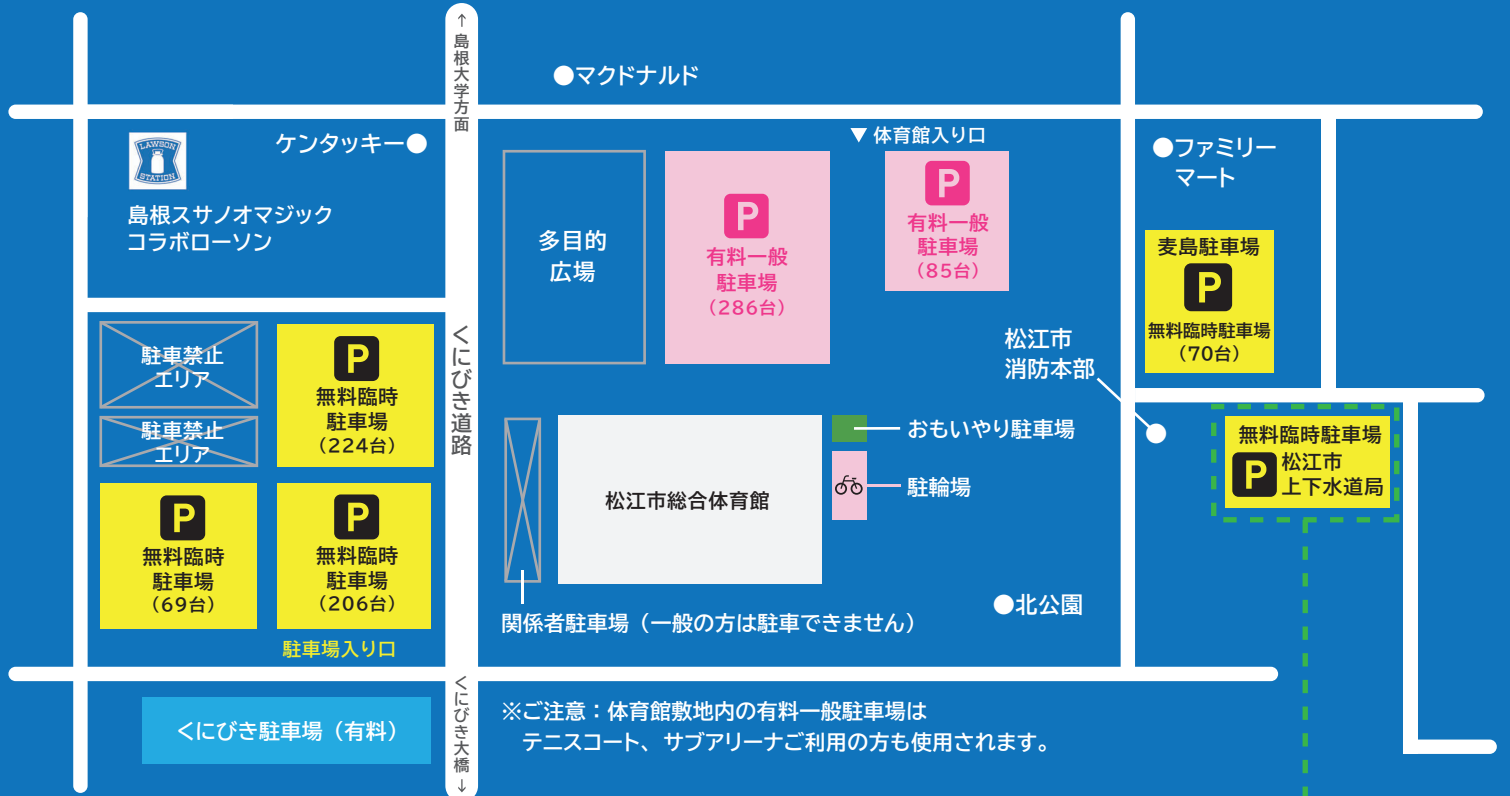 ↑島根大学方面
●マクドナルド
LAWSON
STATION
ケンタッキー●
島根スサノオマジック
コラボローソン
多目的
広場
P
有料一般
駐車場
（286台）
▼ 体育館入り口
P
有料一般
駐車場
（85台）
●ファミリー
マート
麦島駐車場
P
無料臨時駐車場
（70台）
松江市
消防本部
駐車禁止
エリア
駐車禁止
エリア
P
無料臨時
駐車場
（224台）
くにびき道路
P
無料臨時
駐車場
（69台）
P
無料臨時
駐車場
（206台）
駐車場入り口
松江市総合体育館
おもいやり駐車場
駐輪場
無料臨時駐車場
P
松江市
上下水道局
●北公園
関係者駐車場（一般の方は駐車できません）
くにびき駐車場（有料）
くにびき大橋↓
※ご注意：体育館敷地内の有料一般駐車場は
テニスコート、サブアリーナご利用の方も使用されます。